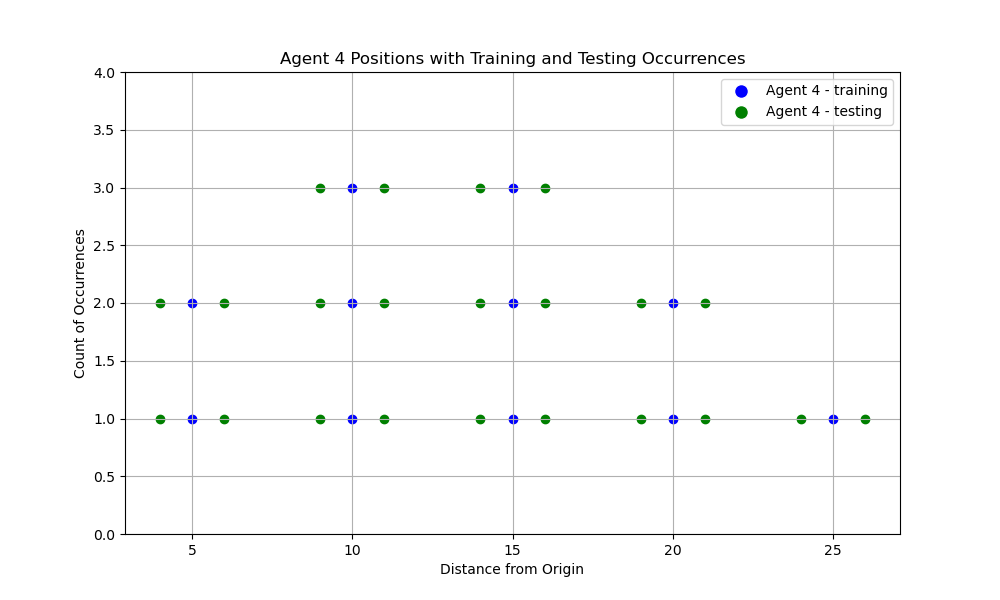 Agent 4 Positions with Training and Testing Occurrences
Agent 4 - training
Agent 4 - testing
Count of Occurrences
4.0
3.5
3.0
2.5
2.0
1.5
1.0
0.5
0.0
5 10 15 20 25
Distance from Origin